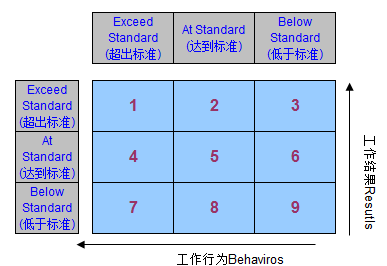 Exceed
Standard
(超出标准)
At Standard
(达到标准)
Below
Standard
(低于标准)
Exceed
Standard
(超出标准)
1 2 3
At
Standard
(达到标准)
4 5 6
Below
Standard
(低于标准)
7 8 9
工作结果Resutls
工作行为Behaviros